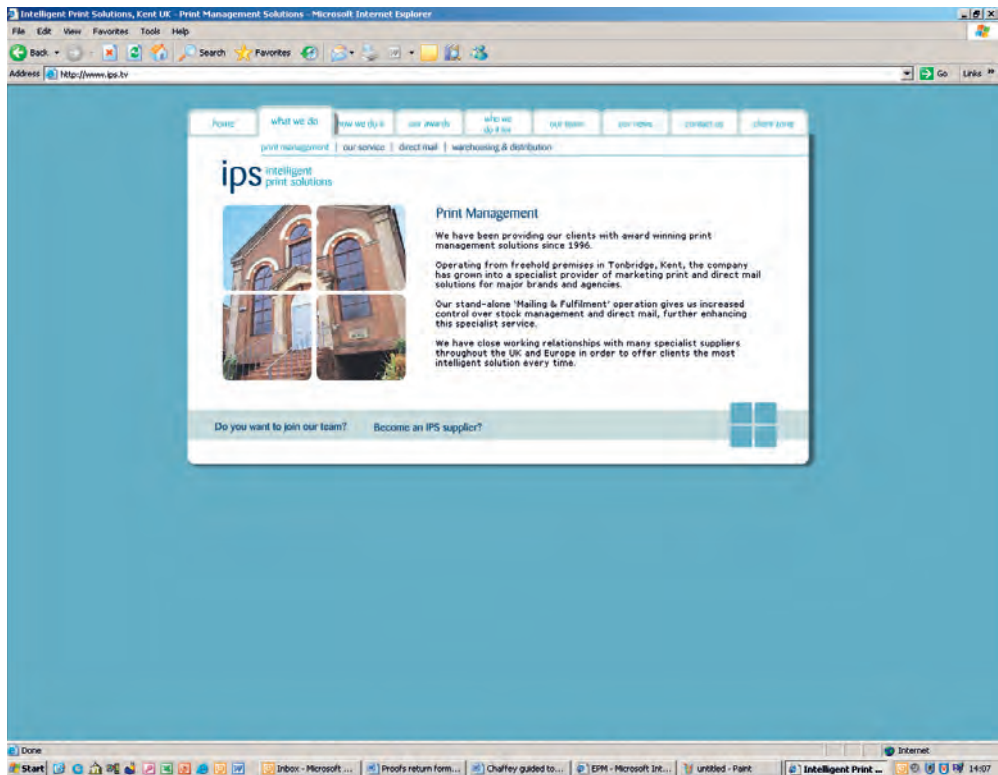 Intelligent Print Solutions, Kent UK - Print Management Solutions - Microsoft Internet Explorer
File Edit View Favorites Tools Help
Back Search Favorites
Address http://www.ips.tv Go Links »
home what we do how we do it our awards who we do it for our team our news contact us client zone
print management | our service | direct mail | warehousing & distribution
ips intelligent
print solutions
Print Management
We have been providing our clients with award winning print
management solutions since 1996.
Operating from freehold premises in Tonbridge, Kent, the company
has grown into a specialist provider of marketing print and direct mail
solutions for major brands and agencies.
Our stand-alone 'Mailing & Fulfilment' operation gives us increased
control over stock management and direct mail, further enhancing
this specialist service.
We have close working relationships with many specialist suppliers
throughout the UK and Europe in order to offer clients the most
intelligent solution every time.
Do you want to join our team? Become an IPS supplier?
Done Internet
Start Inbox - Microsoft ... Proofs return form... Chaffey guided to... EPM - Microsoft Int... untitled - Paint Intelligent Print ... 14:07